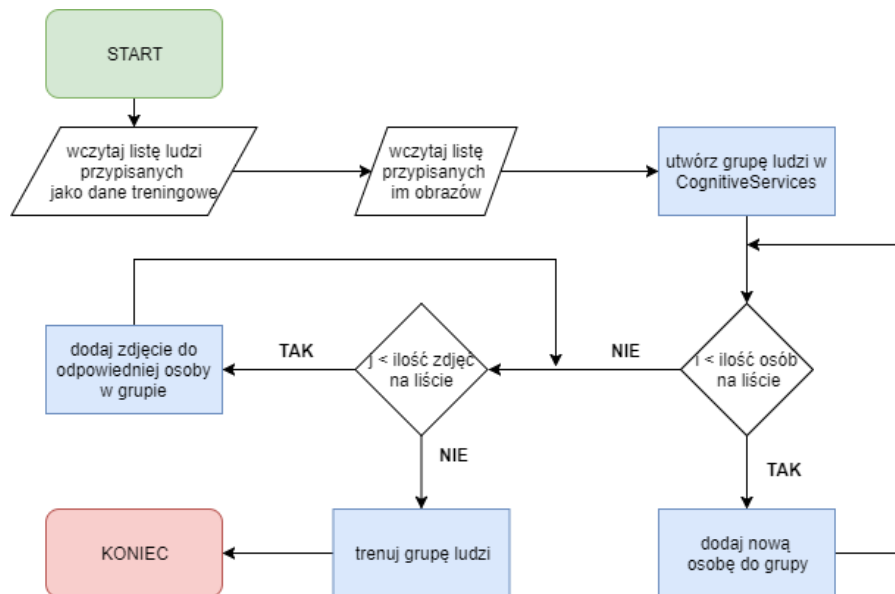 START
wczytaj listę ludzi
przypisanych
jako dane treningowe
wczytaj listę
przypisanych
im obrazów
utwórz grupę ludzi w
CognitiveServices
dodaj zdjęcie do
odpowiedniej osoby
w grupie
TAK
j < ilość zdjęć
na liście
NIE
i < ilość osób
na liście
NIE
TAK
KONIEC
trenuj grupę ludzi
dodaj nową
osobę do grupy